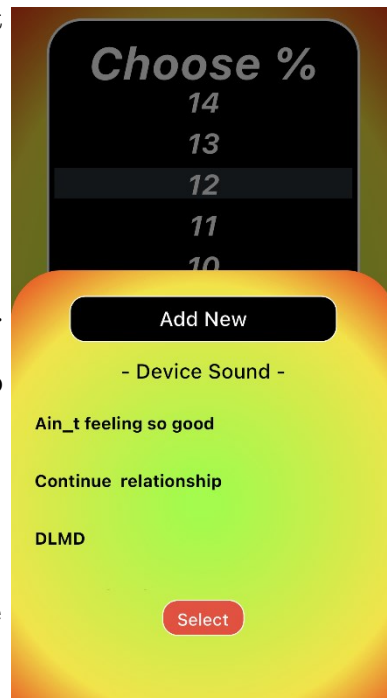 Choose %
14
13
12
11
10
Add New
- Device Sound -
Ain_t feeling so good
Continue relationship
DLMD
Select